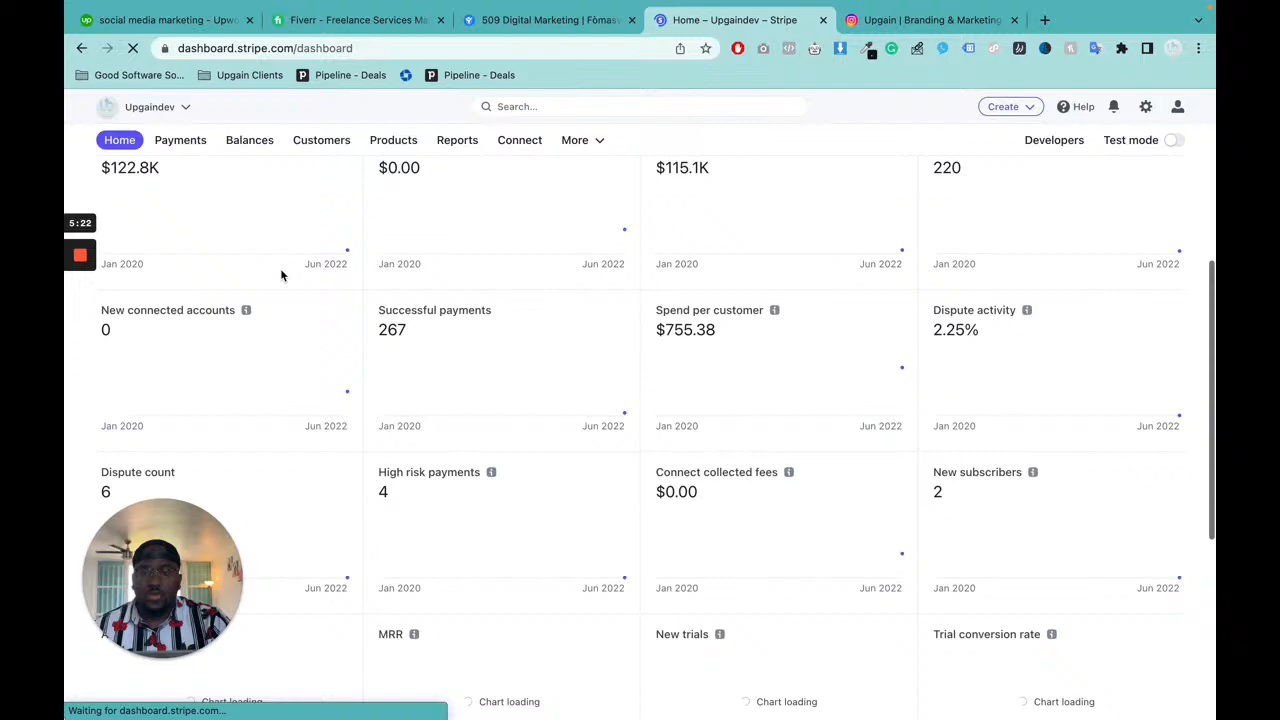 social media marketing - Upwo
Fiverr - Freelance Services Ma
509 Digital Marketing | Fòmasy
Home – Upgaindev – Stripe
Upgain | Branding & Marketing
dashboard.stripe.com/dashboard
Good Software So...
Upgain Clients
Pipeline - Deals
Pipeline - Deals
Upgaindev
Search...
Create
Help
Home
Payments
Balances
Customers
Products
Reports
Connect
More
Developers
Test mode
$122.8K
$0.00
$115.1K
220
5:22
Jan 2020
Jun 2022
Jan 2020
Jun 2022
Jan 2020
Jun 2022
Jan 2020
Jun 2022
New connected accounts
Successful payments
Spend per customer
Dispute activity
0
267
$755.38
2.25%
Jan 2020
Jun 2022
Jan 2020
Jun 2022
Jan 2020
Jun 2022
Jan 2020
Jun 2022
Dispute count
High risk payments
Connect collected fees
New subscribers
6
4
$0.00
2
Jun 2022
Jan 2020
Jun 2022
Jan 2020
Jun 2022
Jan 2020
Jun 2022
MRR
New trials
Trial conversion rate
Chart loading
Chart loading
Chart loading
Chart loading
Waiting for dashboard.stripe.com...